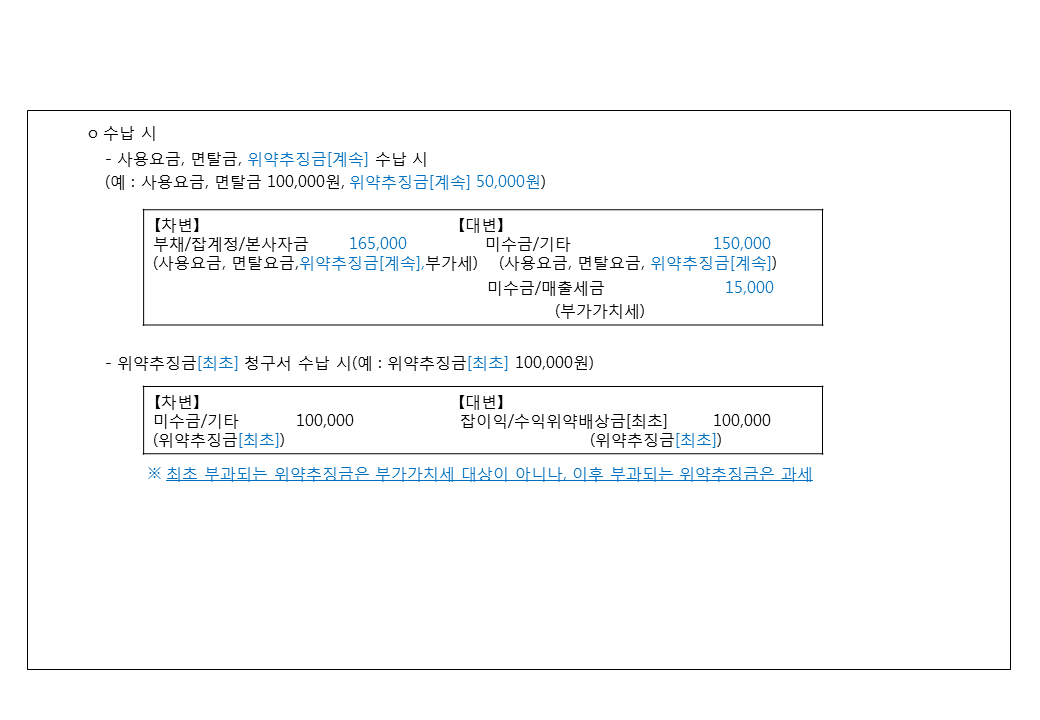 ο 수납 시
- 사용요금, 면탈금, 위약추징금[계속] 수납 시
(예 : 사용요금, 면탈금 100,000원, 위약추징금[계속] 50,000원)
【차변】 【대변】
부채/잡계정/본사자금 165,000 미수금/기타 150,000
(사용요금, 면탈요금,위약추징금[계속],부가세) (사용요금, 면탈요금, 위약추징금[계속])
미수금/매출세금 15,000
(부가가치세)
- 위약추징금[최초] 청구서 수납 시(예 : 위약추징금[최초] 100,000원)
【차변】 【대변】
미수금/기타 100,000 잡이익/수익위약배상금[최초] 100,000
(위약추징금[최초]) (위약추징금[최초])
※ 최초 부과되는 위약추징금은 부가가치세 대상이 아니나, 이후 부과되는 위약추징금은 과세